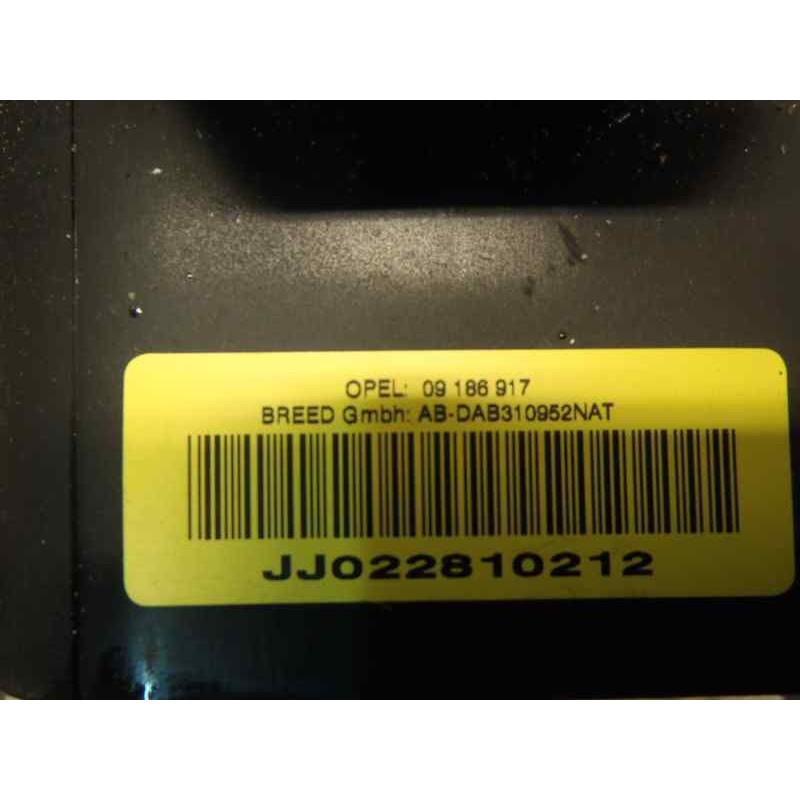 OPEL: 09 186 917
BREED Gmbh: AB-DAB310952NAT
JJ022810212